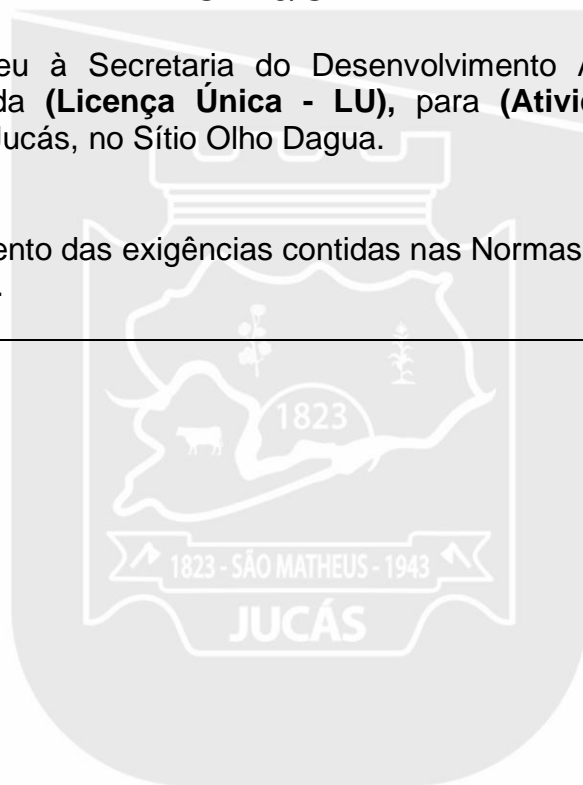 eu à Secretaria do Desenvolvimento A
da (Licença Única - LU), para (Ativi
Jucás, no Sítio Olho Dagua.
ento das exigências contidas nas Normas
1823
1823 - SÃO MATHEUS - 1943
JUCÁS